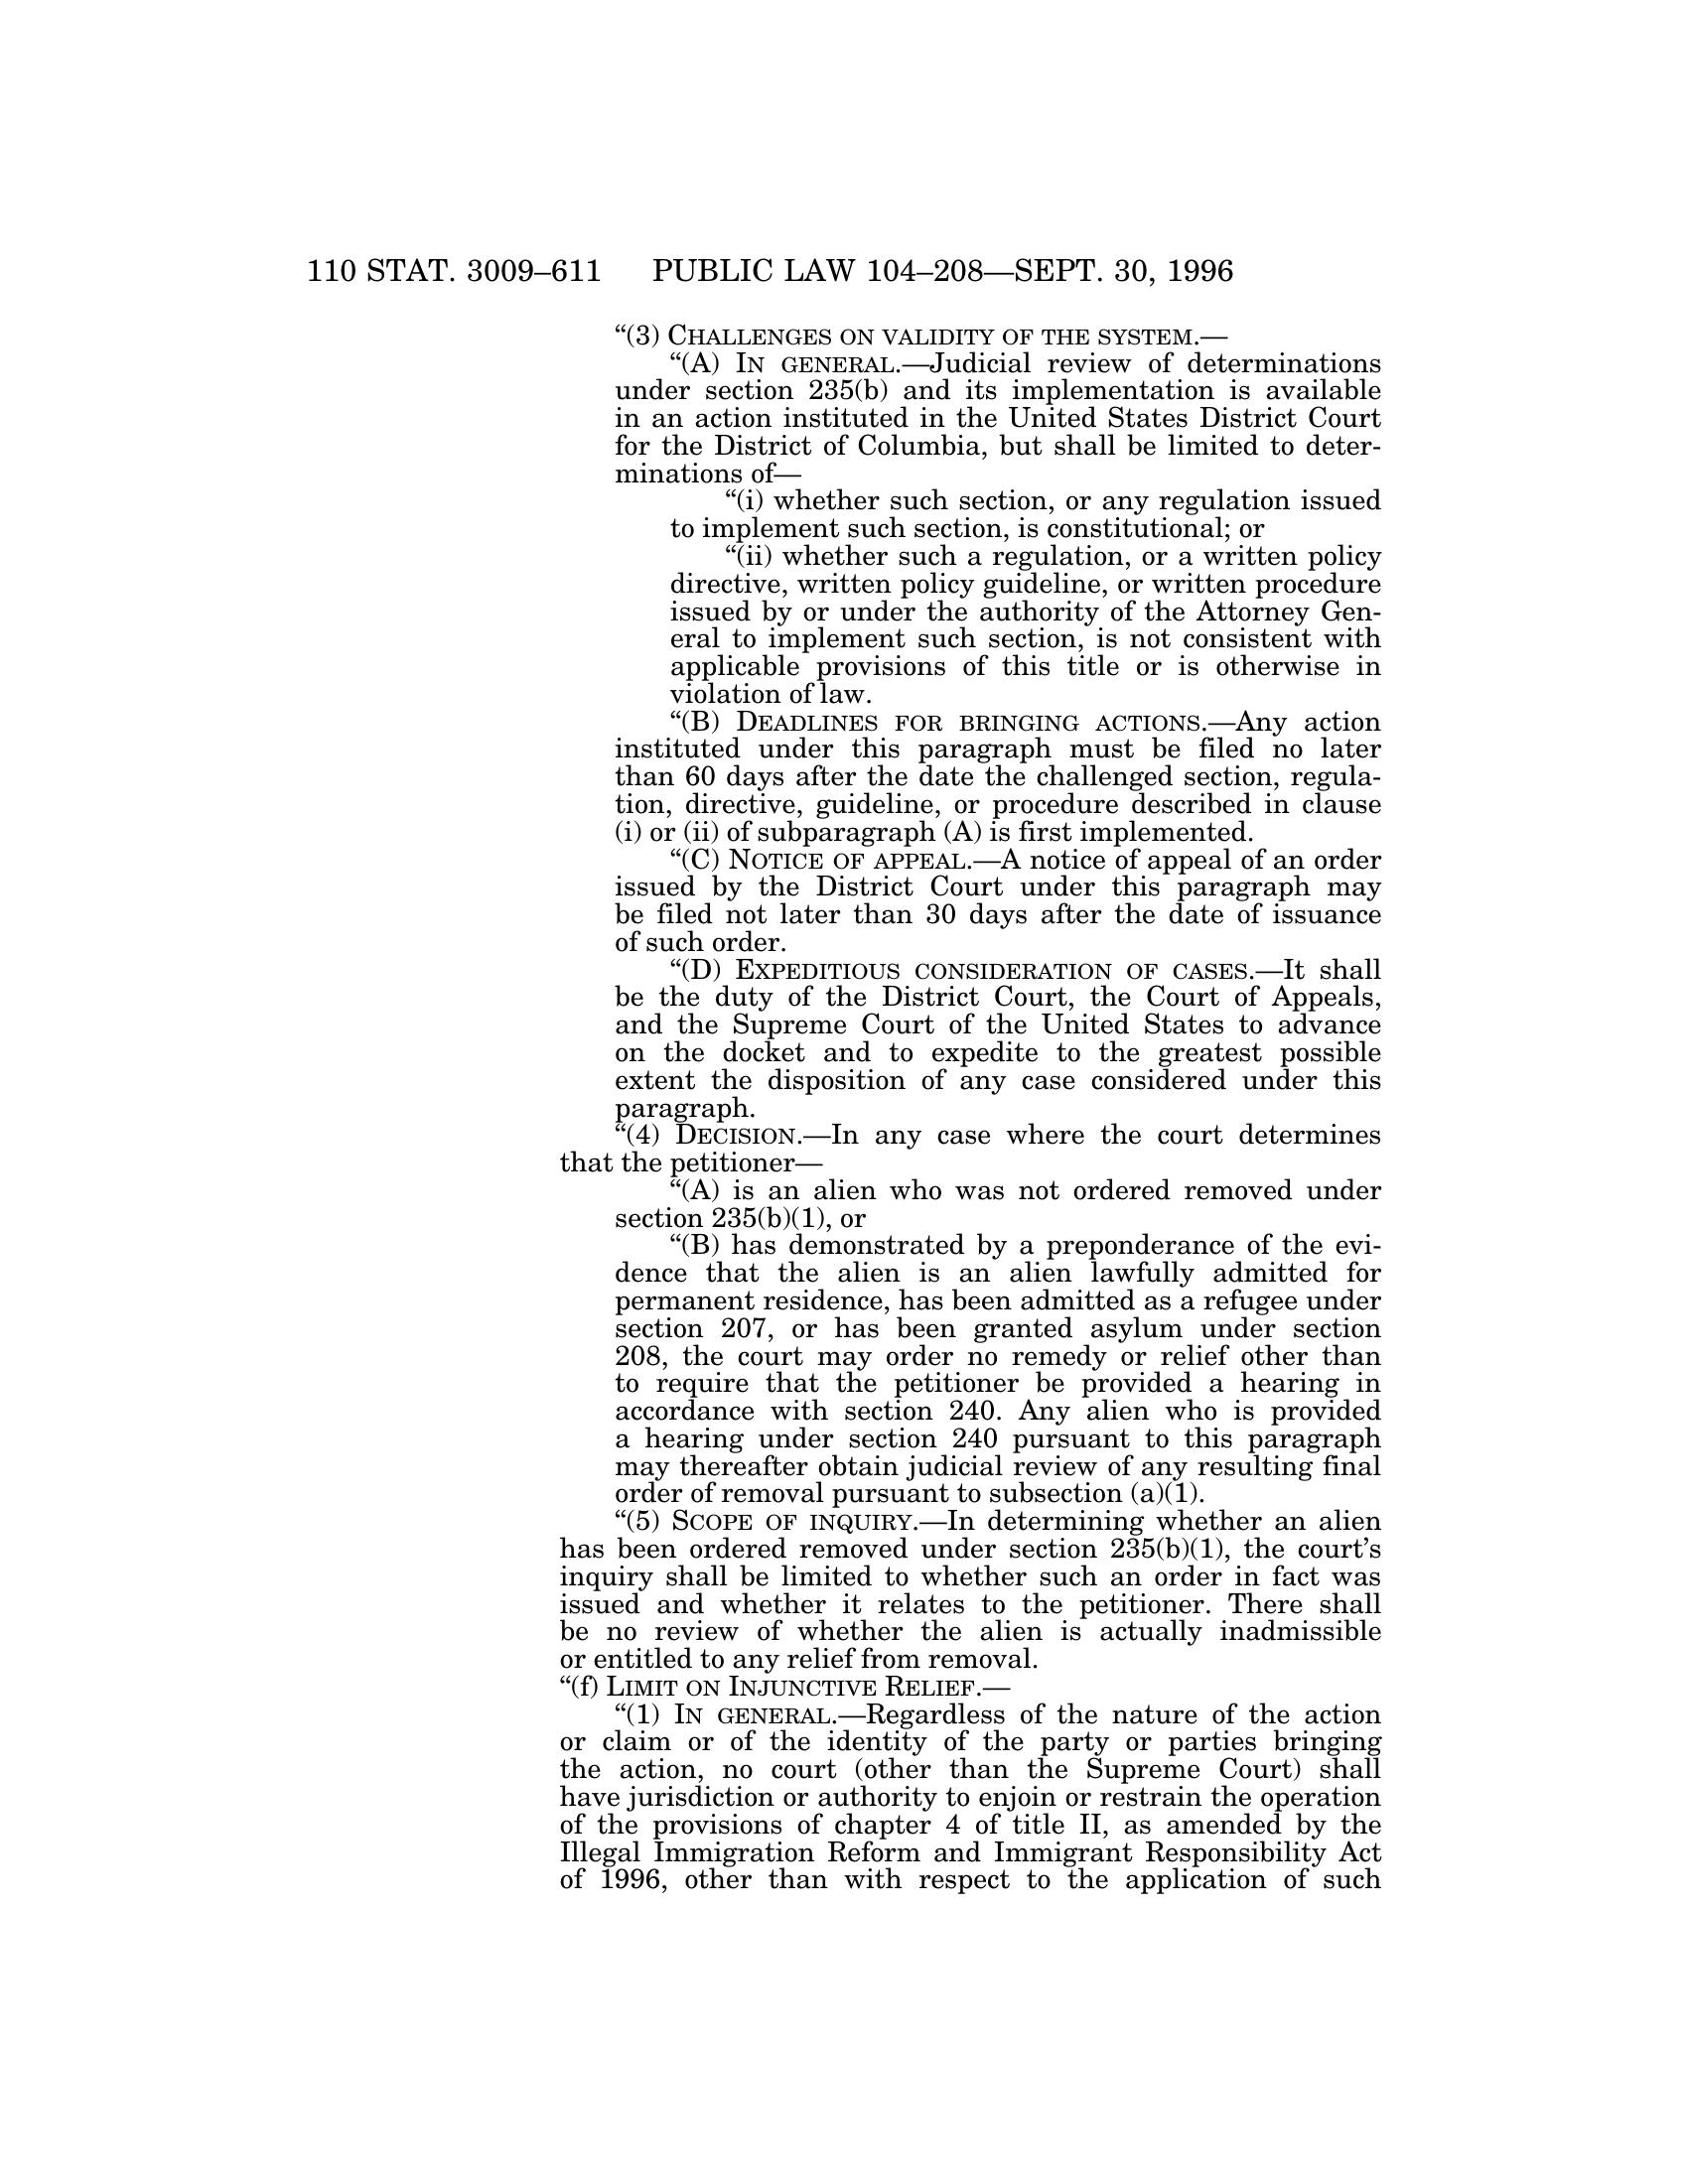 110 STAT. 3009–611 PUBLIC LAW 104–208—SEPT. 30, 1996
“(3) CHALLENGES ON VALIDITY OF THE SYSTEM.—
“(A) IN GENERAL.—Judicial review of determinations
under section 235(b) and its implementation is available
in an action instituted in the United States District Court
for the District of Columbia, but shall be limited to deter-
minations of—
“(i) whether such section, or any regulation issued
to implement such section, is constitutional; or
“(ii) whether such a regulation, or a written policy
directive, written policy guideline, or written procedure
issued by or under the authority of the Attorney Gen-
eral to implement such section, is not consistent with
applicable provisions of this title or is otherwise in
violation of law.
“(B) DEADLINES FOR BRINGING ACTIONS.—Any action
instituted under this paragraph must be filed no later
than 60 days after the date the challenged section, regula-
tion, directive, guideline, or procedure described in clause
(i) or (ii) of subparagraph (A) is first implemented.
“(C) NOTICE OF APPEAL.—A notice of appeal of an order
issued by the District Court under this paragraph may
be filed not later than 30 days after the date of issuance
of such order.
“(D) EXPEDITIOUS CONSIDERATION OF CASES.—It shall
be the duty of the District Court, the Court of Appeals,
and the Supreme Court of the United States to advance
on the docket and to expedite to the greatest possible
extent the disposition of any case considered under this
paragraph.
“(4) DECISION.—In any case where the court determines
that the petitioner—
“(A) is an alien who was not ordered removed under
section 235(b)(1), or
“(B) has demonstrated by a preponderance of the evi-
dence that the alien is an alien lawfully admitted for
permanent residence, has been admitted as a refugee under
section 207, or has been granted asylum under section
208, the court may order no remedy or relief other than
to require that the petitioner be provided a hearing in
accordance with section 240. Any alien who is provided
a hearing under section 240 pursuant to this paragraph
may thereafter obtain judicial review of any resulting final
order of removal pursuant to subsection (a)(1).
“(5) SCOPE OF INQUIRY.—In determining whether an alien
has been ordered removed under section 235(b)(1), the court’s
inquiry shall be limited to whether such an order in fact was
issued and whether it relates to the petitioner. There shall
be no review of whether the alien is actually inadmissible
or entitled to any relief from removal.
“(f) LIMIT ON INJUNCTIVE RELIEF.—
“(1) IN GENERAL.—Regardless of the nature of the action
or claim or of the identity of the party or parties bringing
the action, no court (other than the Supreme Court) shall
have jurisdiction or authority to enjoin or restrain the operation
of the provisions of chapter 4 of title II, as amended by the
Illegal Immigration Reform and Immigrant Responsibility Act
of 1996, other than with respect to the application of such